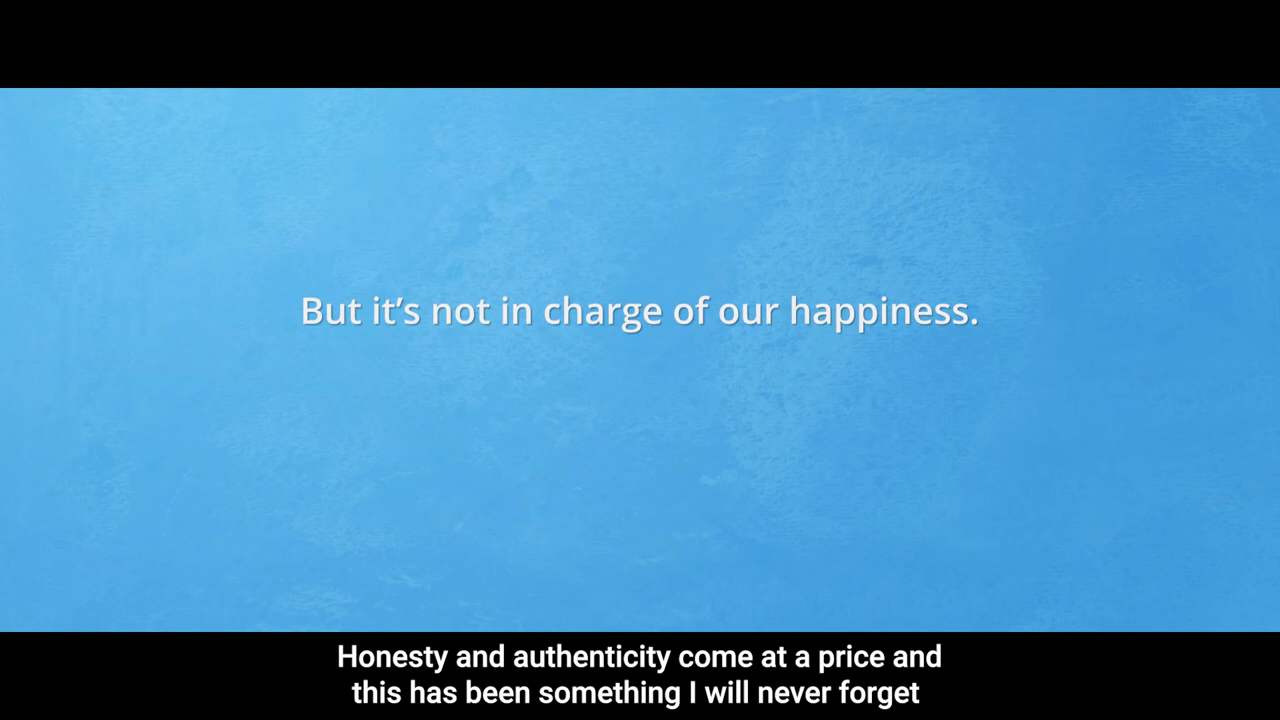 But it’s not in charge of our happiness.
Honesty and authenticity come at a price and
this has been something I will never forget